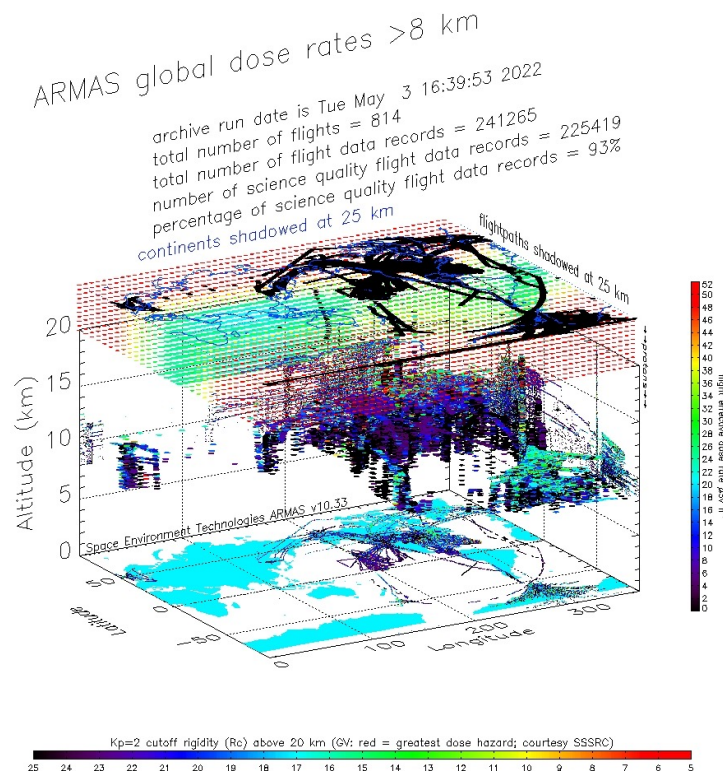 ARMAS global dose rates >8 km
archive run date is Tue May 3 16:39:53 2022
total number of flights = 814
total number of flight data records = 241265
number of science quality flight data records = 225419
percentage of science quality flight data records = 93%
continents shadowed at 25 km
flightpaths shadowed at 25 km
20
15
10
5
0
Altitude (km)
protons
Space Environment Technologies ARMAS v10.33
50
0
-50
Latitude
0
100
200
300
Longitude
52
50
48
46
44
42
40
38
36
34
32
30
28
26
24
22
20
18
16
14
12
10
8
6
4
2
0
flight effective dose rate
Kp=2 cutoff rigidity (Rc) above 20 km (GV: red = greatest dose hazard; courtesy SSSRC)
25 24 23 22 21 20 19 18 17 16 15 14 13 12 11 10 9 8 7 6 5